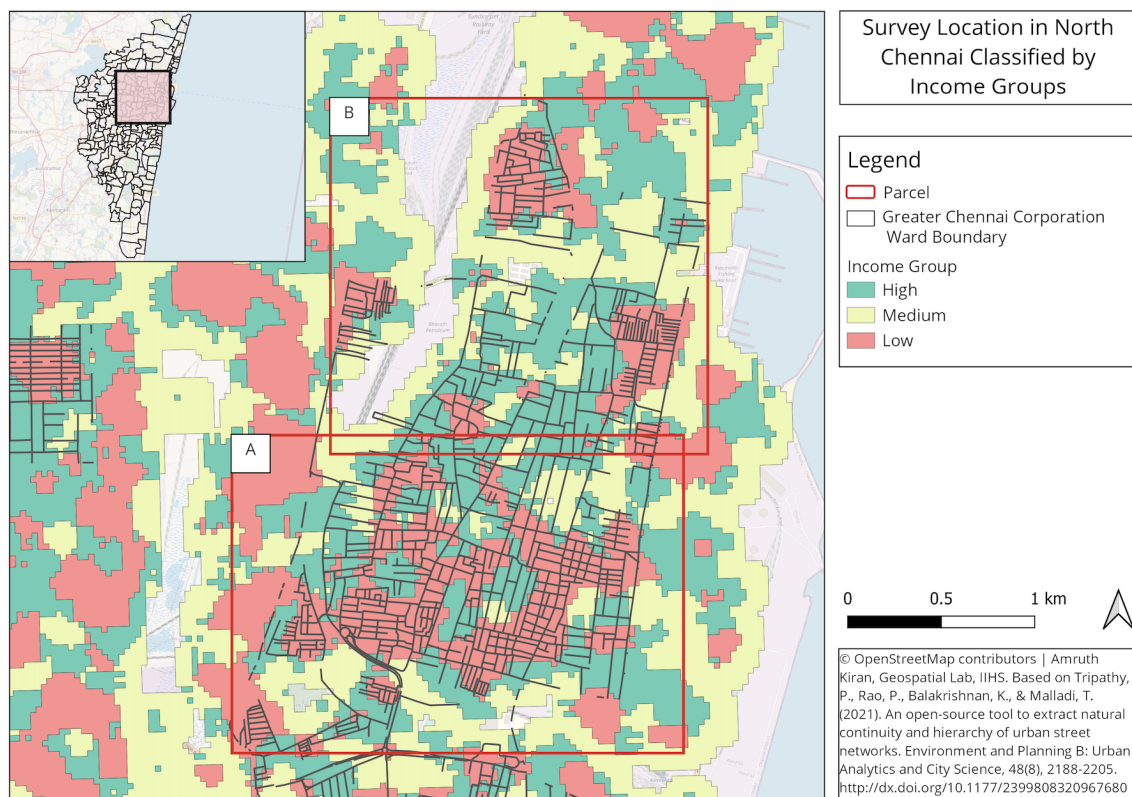 Survey Location in North
Chennai Classified by
Income Groups
B
A
Legend
Parcel
Greater Chennai Corporation
Ward Boundary
Income Group
High
Medium
Low
0 0.5 1 km
© OpenStreetMap contributors | Amruth
Kiran, Geospatial Lab, IIHS. Based on Tripathy,
P., Rao, P., Balakrishnan, K., & Malladi, T.
(2021). An open-source tool to extract natural
continuity and hierarchy of urban street
networks. Environment and Planning B: Urban
Analytics and City Science, 48(8), 2188-2205.
http://dx.doi.org/10.1177/2399808320967680